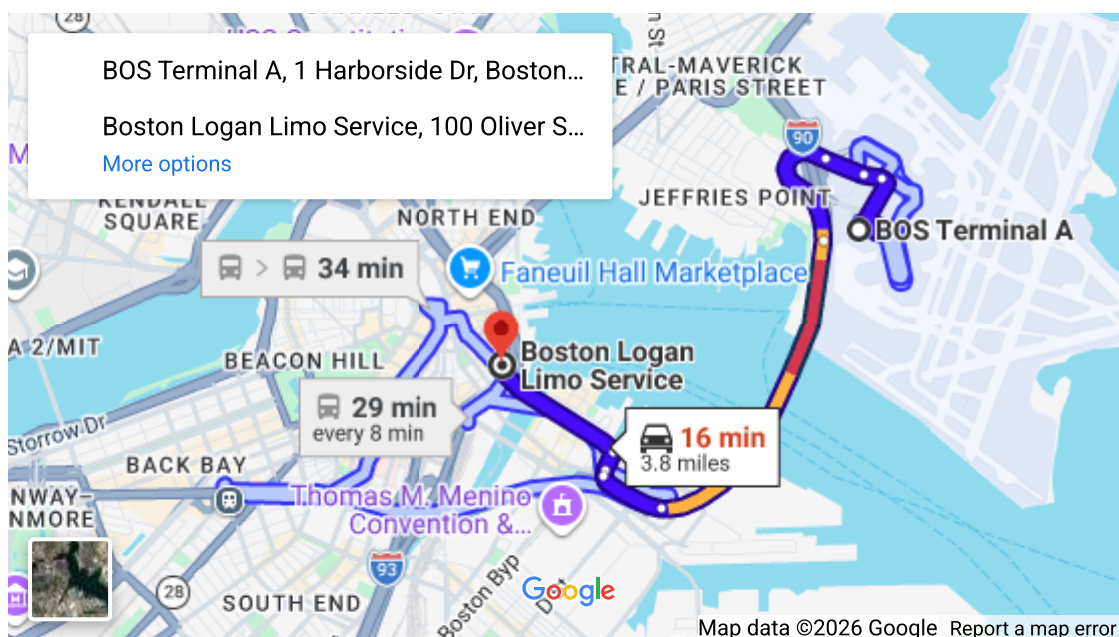 28
BOS Terminal A, 1 Harborside Dr, Boston...
Boston Logan Limo Service, 100 Oliver S...
More options
TRAL-MAVERICK
E / PARIS STREET
90
KENDALL
SQUARE
JEFFRIES POINT
NORTH END
BOS Terminal A
34 min
Faneuil Hall Marketplace
A 2/MIT
BEACON HILL
Boston Logan
Limo Service
29 min
every 8 min
16 min
3.8 miles
Storrow Dr
BACK BAY
NWAY–
NMORE
Thomas M. Menino
Convention &...
93
28
SOUTH END
Boston Byp
Google
Map data ©2026 Google
Report a map error